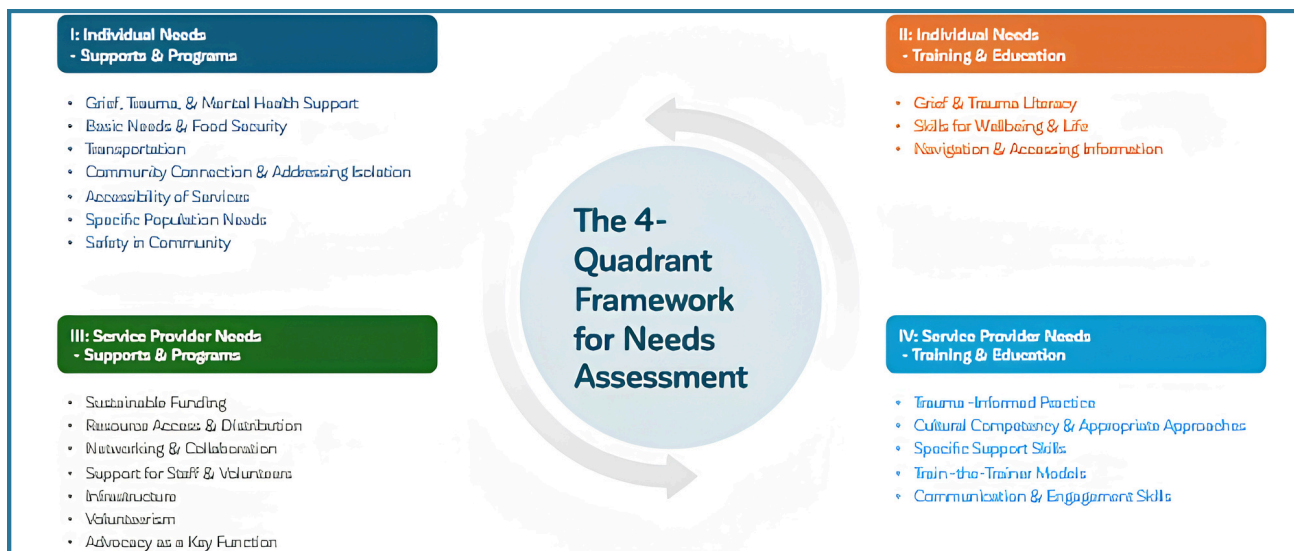 I: Individual Needs
- Supports & Programs
• Grief, Trauma, & Mental Health Support
• Basic Needs & Food Security
• Transportation
• Community Connection & Addressing Isolation
• Accessibility of Services
• Specific Population Needs
• Safety in Community
II: Individual Needs
- Training & Education
• Grief & Trauma Literacy
• Skills for Wellbeing & Life
• Navigation & Accessing Information
The 4-
Quadrant
Framework
for Needs
Assessment
III: Service Provider Needs
- Supports & Programs
• Sustainable Funding
• Resource Access & Distribution
• Networking & Collaboration
• Support for Staff & Volunteers
• Infrastructure
• Volunteerism
• Advocacy as a Key Function
IV: Service Provider Needs
- Training & Education
• Trauma-Informed Practice
• Cultural Competency & Appropriate Approaches
• Specific Support Skills
• Train-the-Trainer Models
• Communication & Engagement Skills